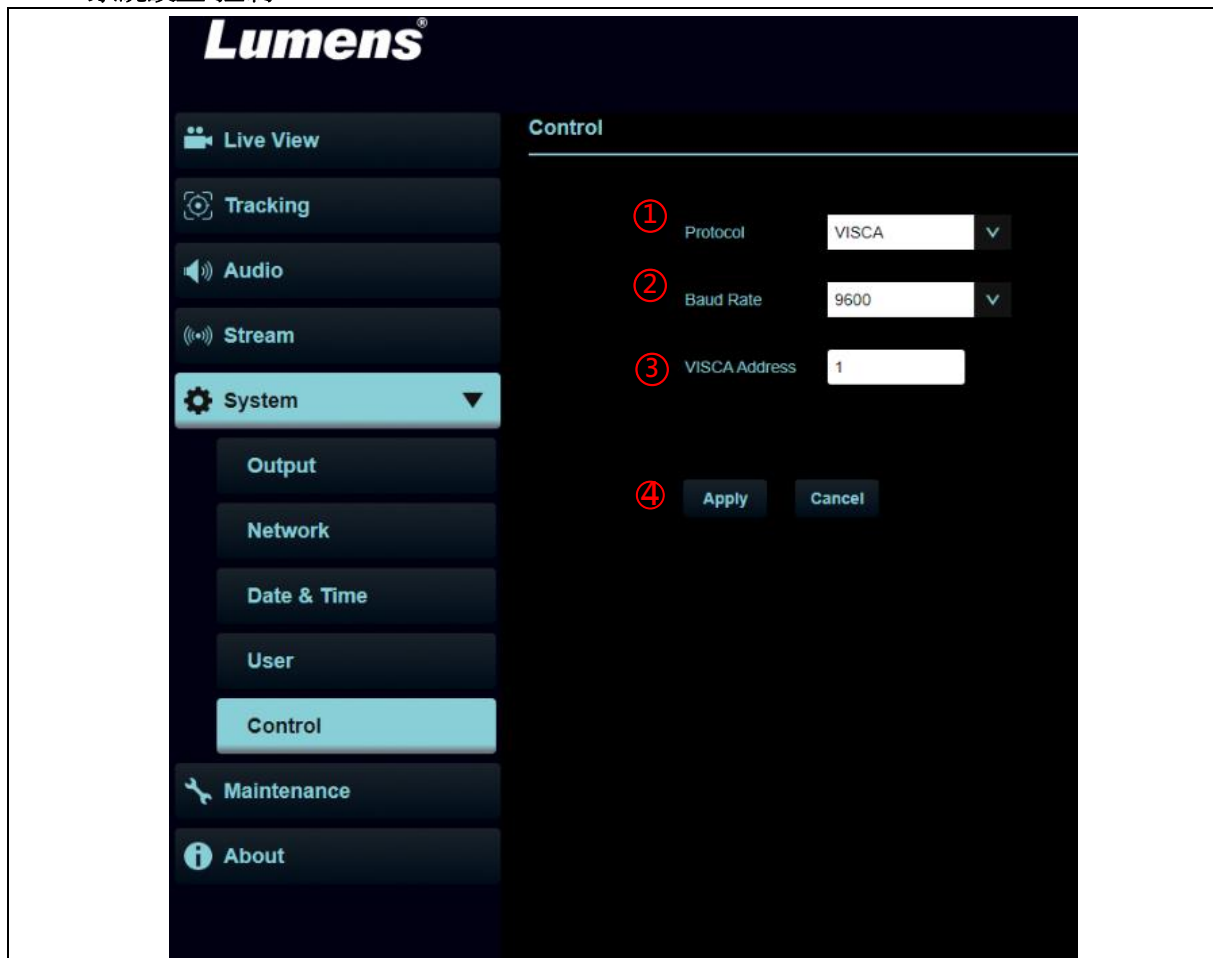 Lumens®
Live View
Tracking
Audio
Stream
System
Output
Network
Date & Time
User
Control
Maintenance
About
Control
① Protocol VISCA
② Baud Rate 9600
③ VISCA Address 1
④ Apply Cancel